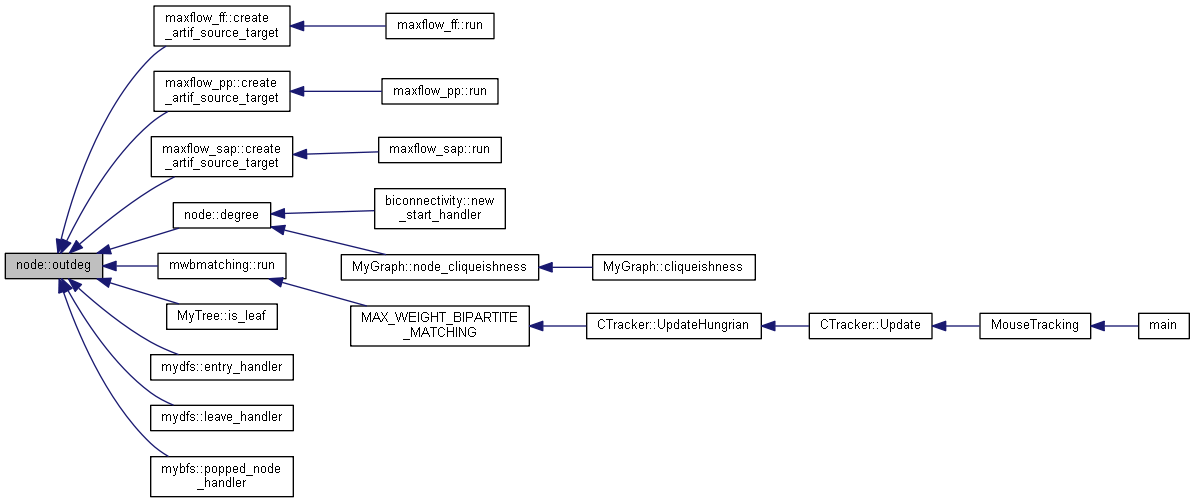 maxflow_ff::create
_artif_source_target
maxflow_ff::run
maxflow_pp::create
_artif_source_target
maxflow_pp::run
maxflow_sap::create
_artif_source_target
maxflow_sap::run
node::degree
biconnectivity::new
_start_handler
node::outdeg
mwbmatching::run
MyGraph::node_cliqueishness
MyGraph::cliqueishness
MyTree::is_leaf
MAX_WEIGHT_BIPARTITE
_MATCHING
CTracker::UpdateHungrian
CTracker::Update
MouseTracking
main
mydfs::entry_handler
mydfs::leave_handler
mybfs::popped_node
_handler